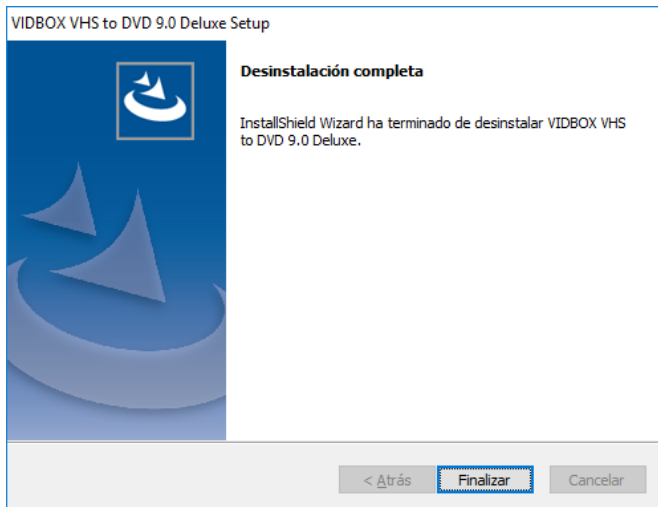 VIDBOX VHS to DVD 9.0 Deluxe Setup
Desinstalación completa
InstallShield Wizard ha terminado de desinstalar VIDBOX VHS
to DVD 9.0 Deluxe.
< Atrás
Finalizar
Cancelar